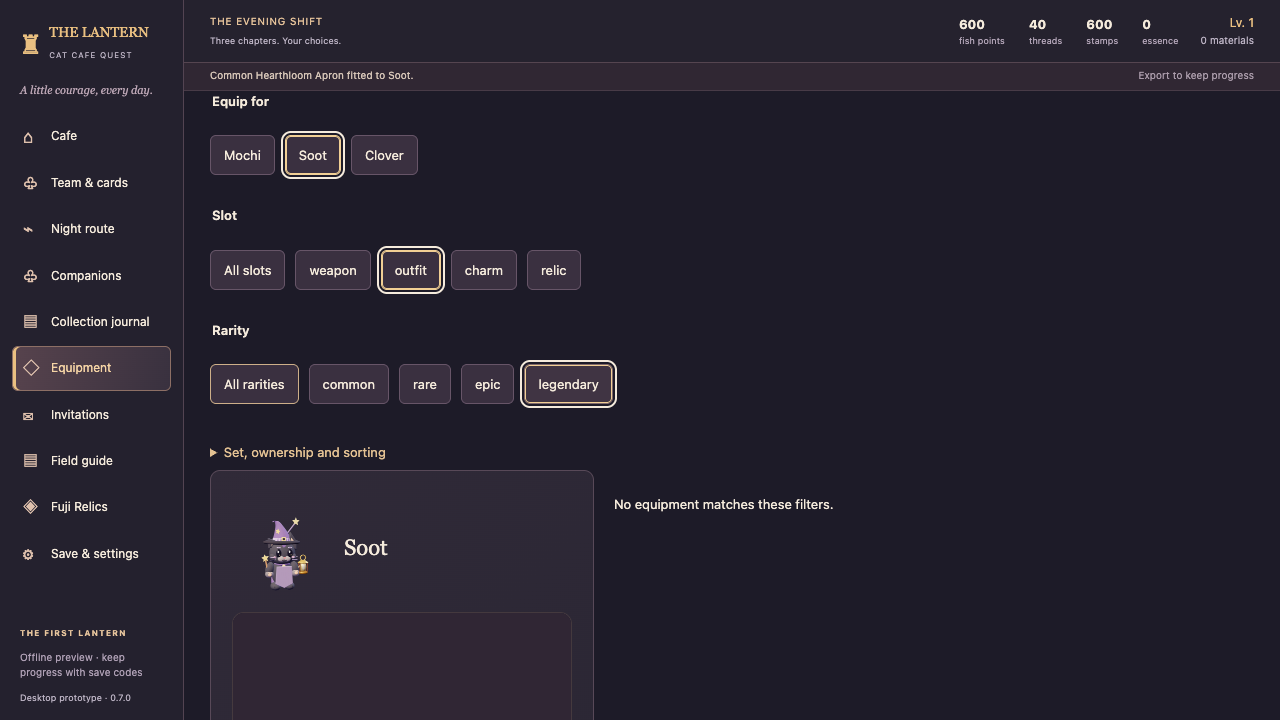 THE LANTERN
CAT CAFE QUEST
A little courage, every day.
Cafe
Team & cards
Night route
Companions
Collection journal
Equipment
Invitations
Field guide
Fuji Relics
Save & settings
THE FIRST LANTERN
Offline preview · keep
progress with save codes
Desktop prototype · 0.7.0
THE EVENING SHIFT
Three chapters. Your choices.
600
fish points
40
threads
600
stamps
0
essence
Lv. 1
0 materials
Common Hearthloom Apron fitted to Soot.
Export to keep progress
Equip for
Mochi
Soot
Clover
Slot
All slots
weapon
outfit
charm
relic
Rarity
All rarities
common
rare
epic
legendary
Set, ownership and sorting
Soot
No equipment matches these filters.